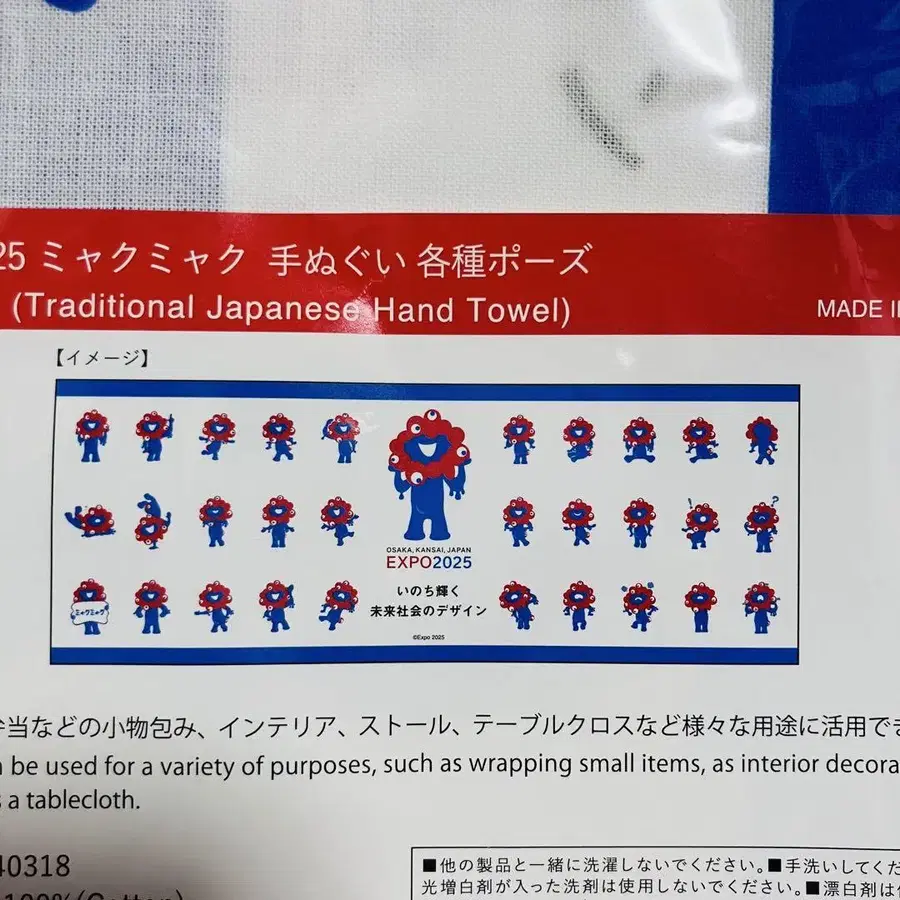 25 ミャクミャク 手ぬぐい 各種ポーズ
(Traditional Japanese Hand Towel)
MADE I
【イメージ】
OSAKA, KANSAI, JAPAN
EXPO2025
いのち輝く
未来社会のデザイン
©Expo 2025
ミャクミャク
弁当などの小物包み、インテリア、ストール、テーブルクロスなど様々な用途に活用でき
be used for a variety of purposes, such as wrapping small items, as interior decora
a tablecloth.
40318
100%(Cotton)
■他の製品と一緒に洗濯しないでください。■手洗いしてくだ
光増白剤が入った洗剤は使用しないでください。■漂白剤は